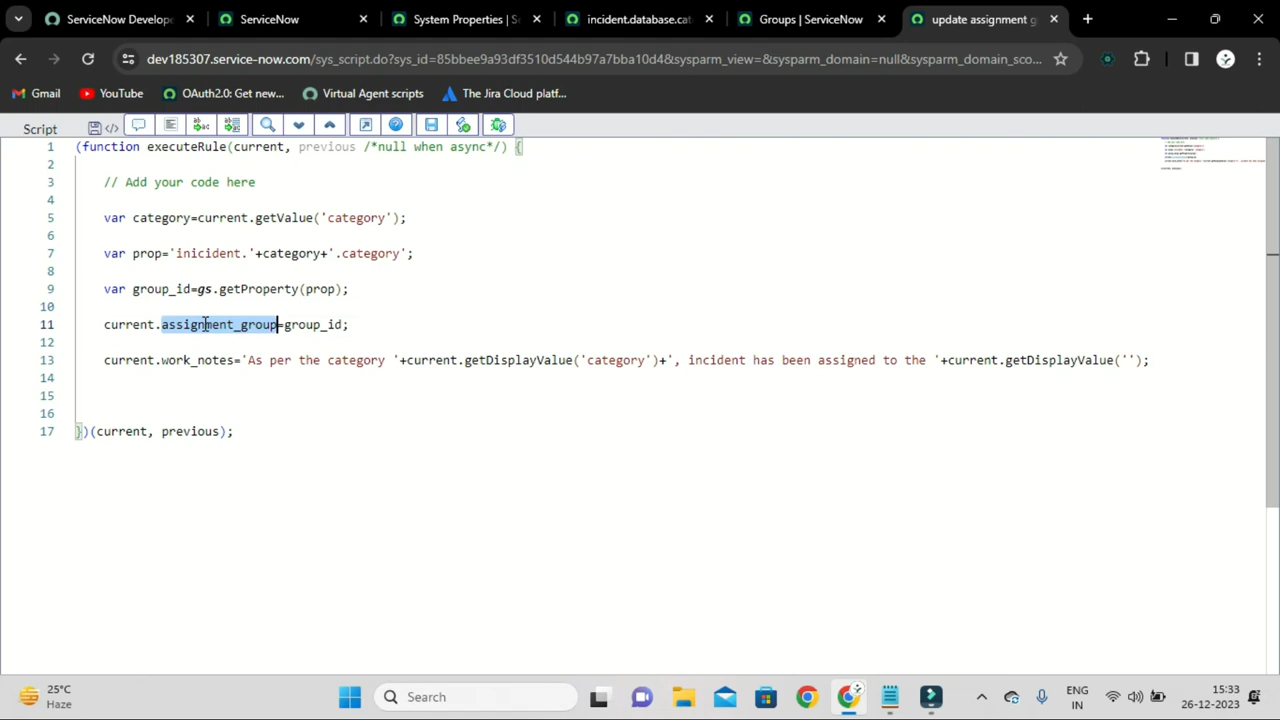 ServiceNow Develope
ServiceNow
System Properties | Se
incident.database.cat
Groups | ServiceNow
update assignment g
dev185307.service-now.com/sys_script.do?sys_id=85bbee9a93df3510d544b97a7bba10d4&sysparm_view=&sysparm_domain=null&sysparm_domain_sco...
Gmail
YouTube
OAuth2.0: Get new...
Virtual Agent scripts
The Jira Cloud platf...
Script
1 (function executeRule(current, previous /*null when async*/) {
2
3 // Add your code here
4
5 var category=current.getValue('category');
6
7 var prop='inicident.'+category+'.category';
8
9 var group_id=gs.getProperty(prop);
10
11 current.assignment_group=group_id;
12
13 current.work_notes='As per the category '+current.getDisplayValue('category')+', incident has been assigned to the '+current.getDisplayValue('');
14
15
16
17 })(current, previous);
25°C
Haze
Search
ENG
IN
15:33
26-12-2023